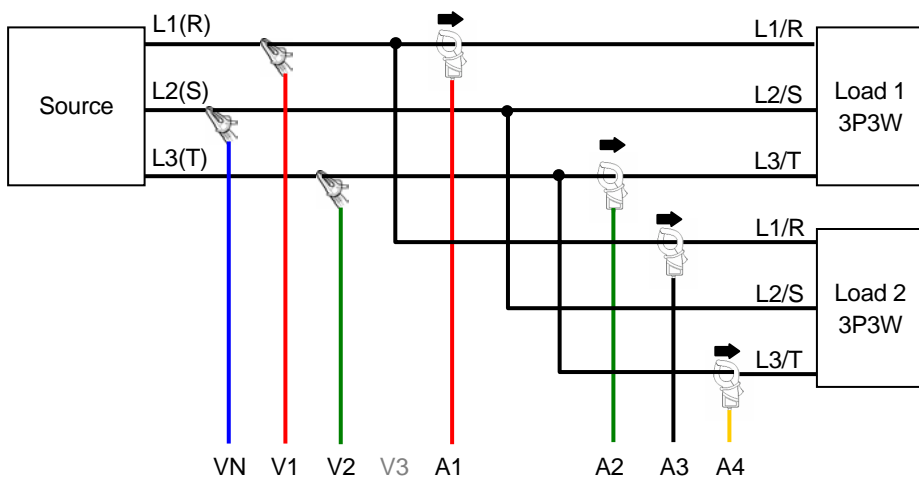 L1(R)
L1/R
Source
L2(S)
L2/S
Load 1
3P3W
L3(T)
L3/T
L1/R
L2/S
Load 2
3P3W
L3/T
VN V1 V2 V3 A1 A2 A3 A4